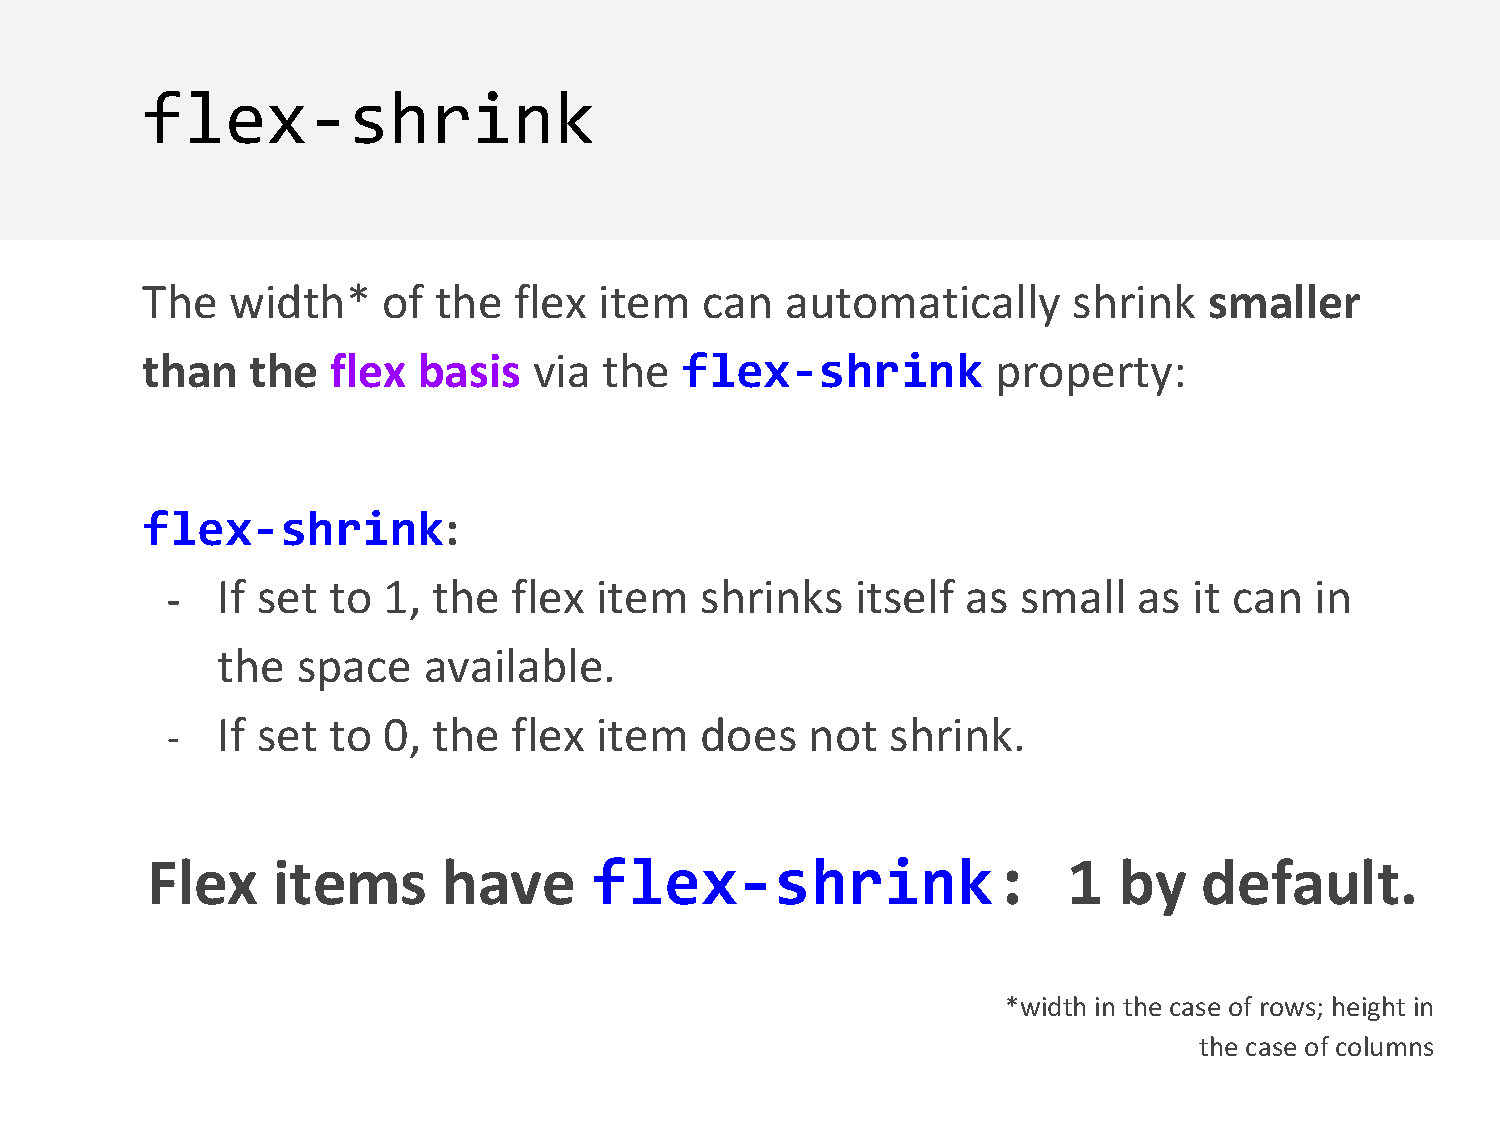 flex-shrink
The width* of the flex item can automatically shrink smaller
than the flex basis via the flex-shrink property:
flex-shrink:
- If set to 1, the flex item shrinks itself as small as it can in
the space available.
- If set to 0, the flex item does not shrink.
Flex items have flex-shrink: 1 by default.
*width in the case of rows; height in
the case of columns